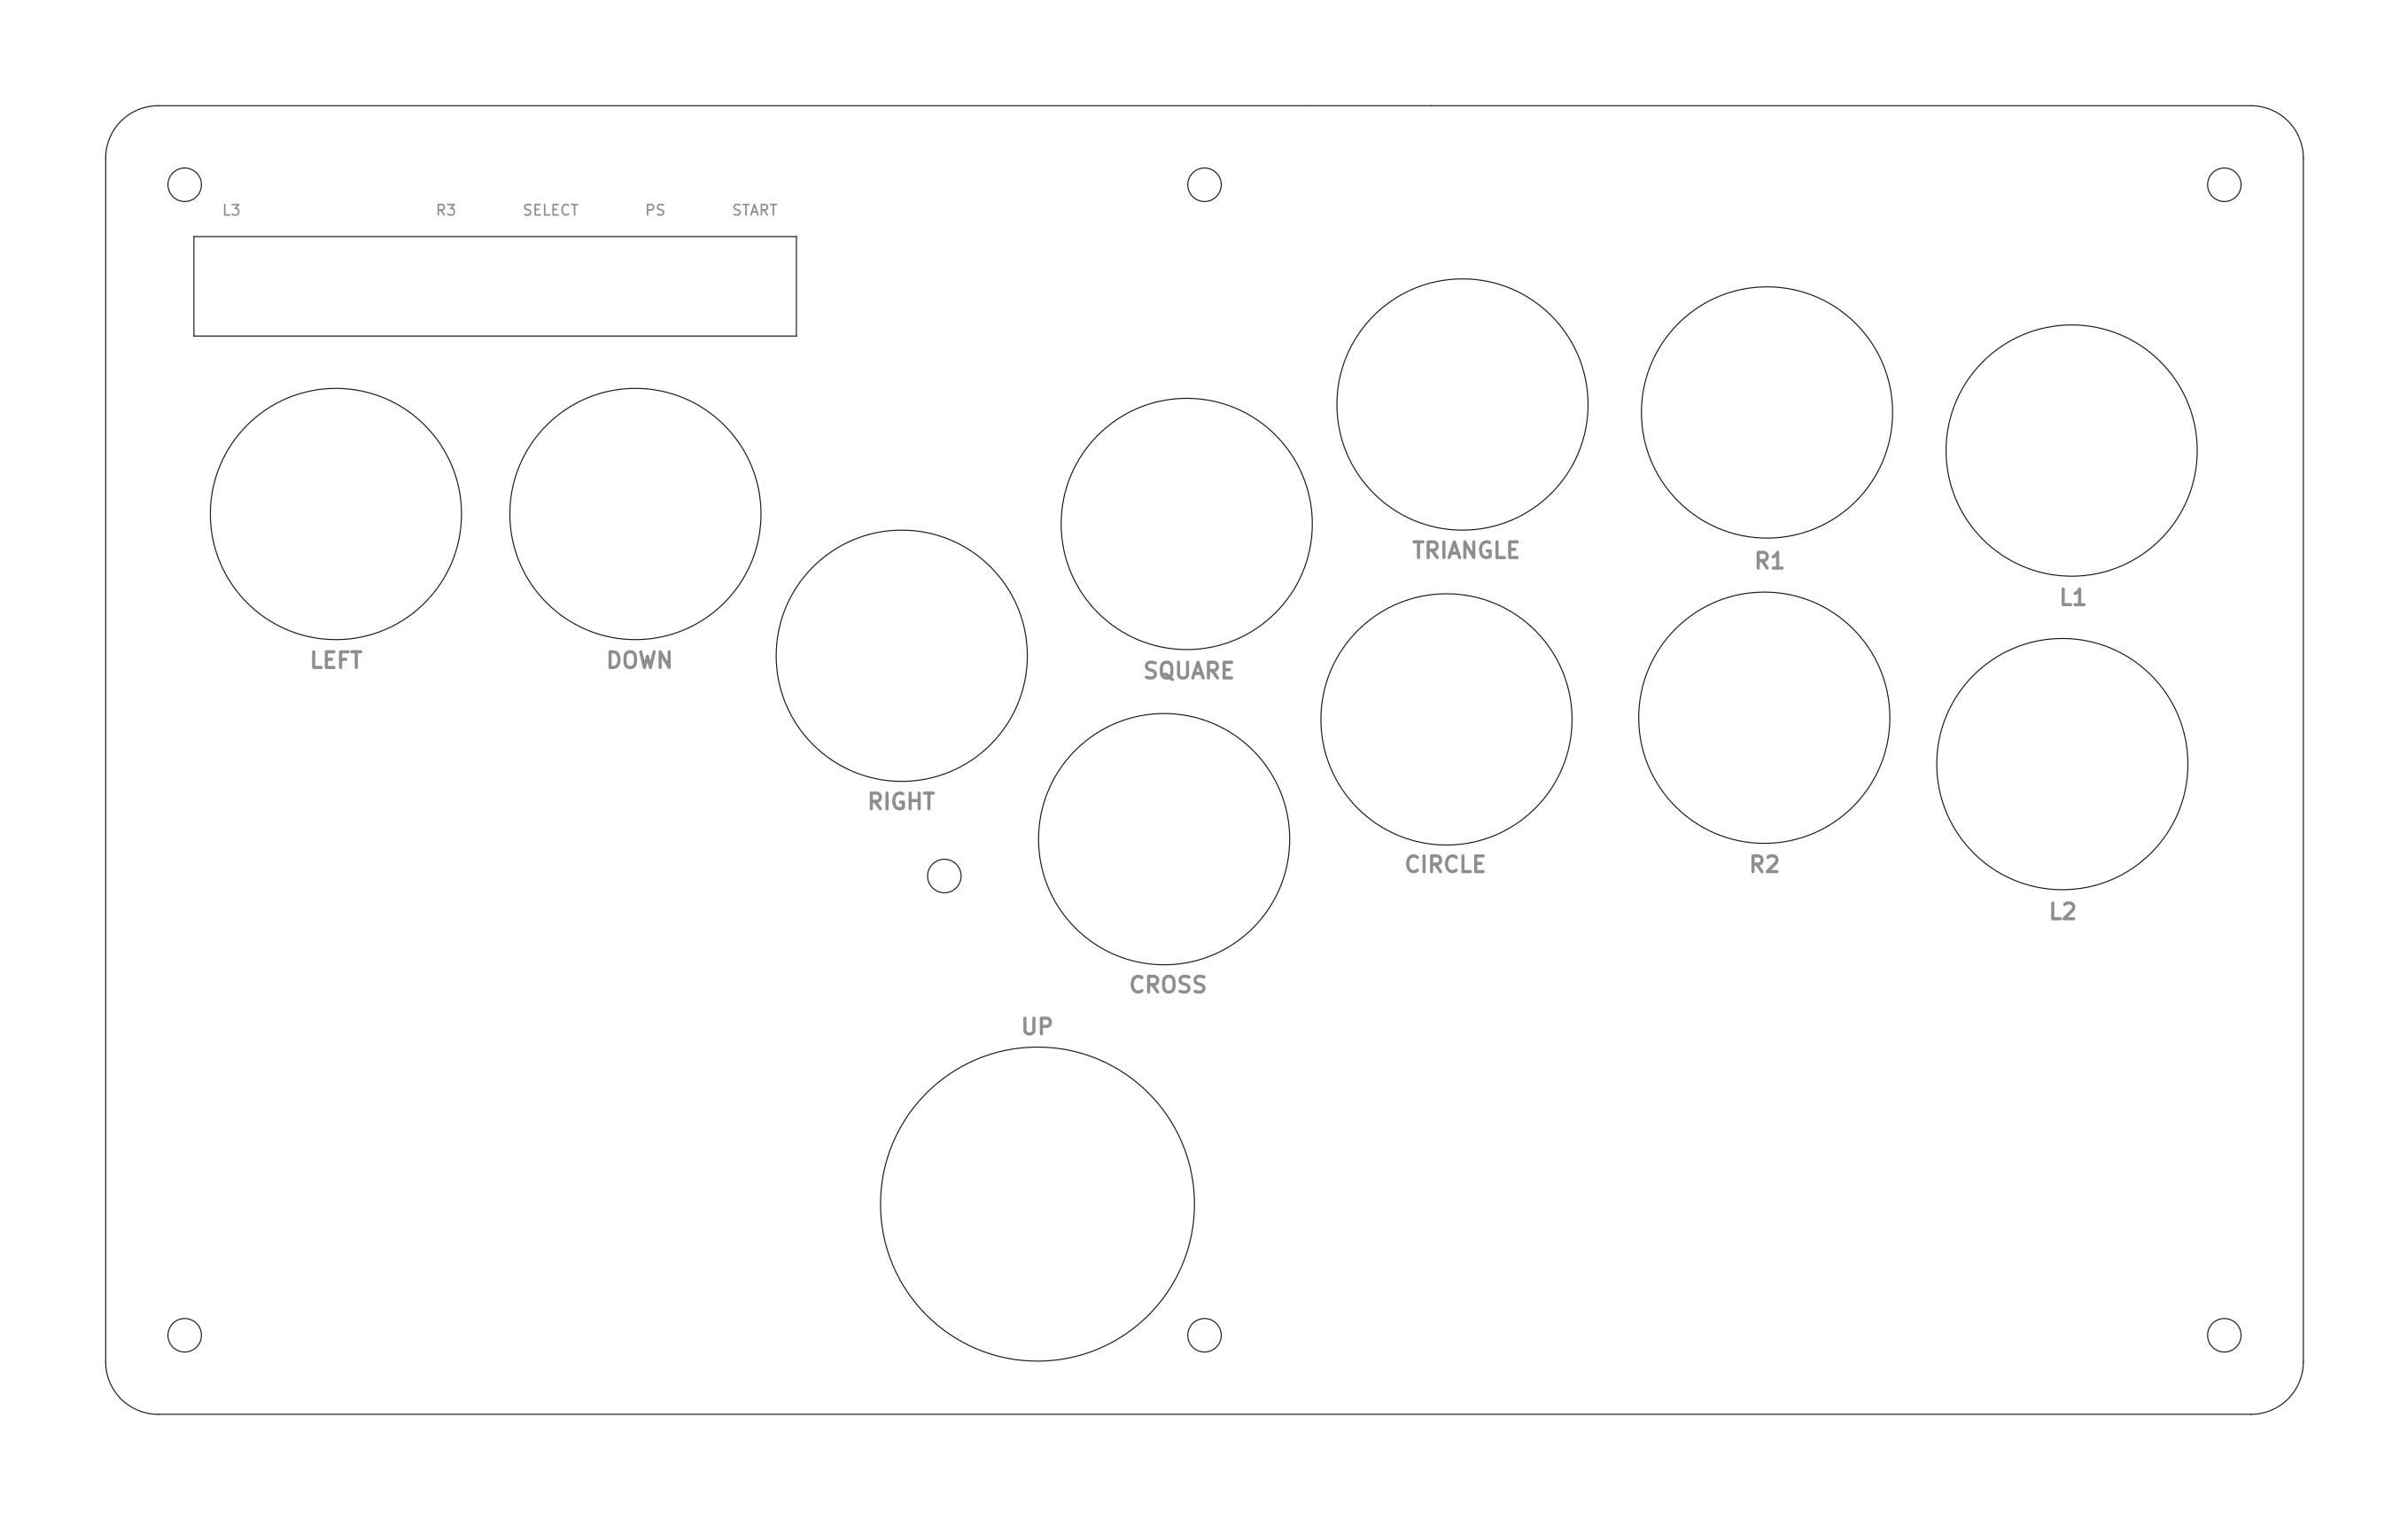 L3 R3 SELECT PS START
TRIANGLE
R1
L1
LEFT
DOWN
SQUARE
RIGHT
CIRCLE
R2
L2
CROSS
UP